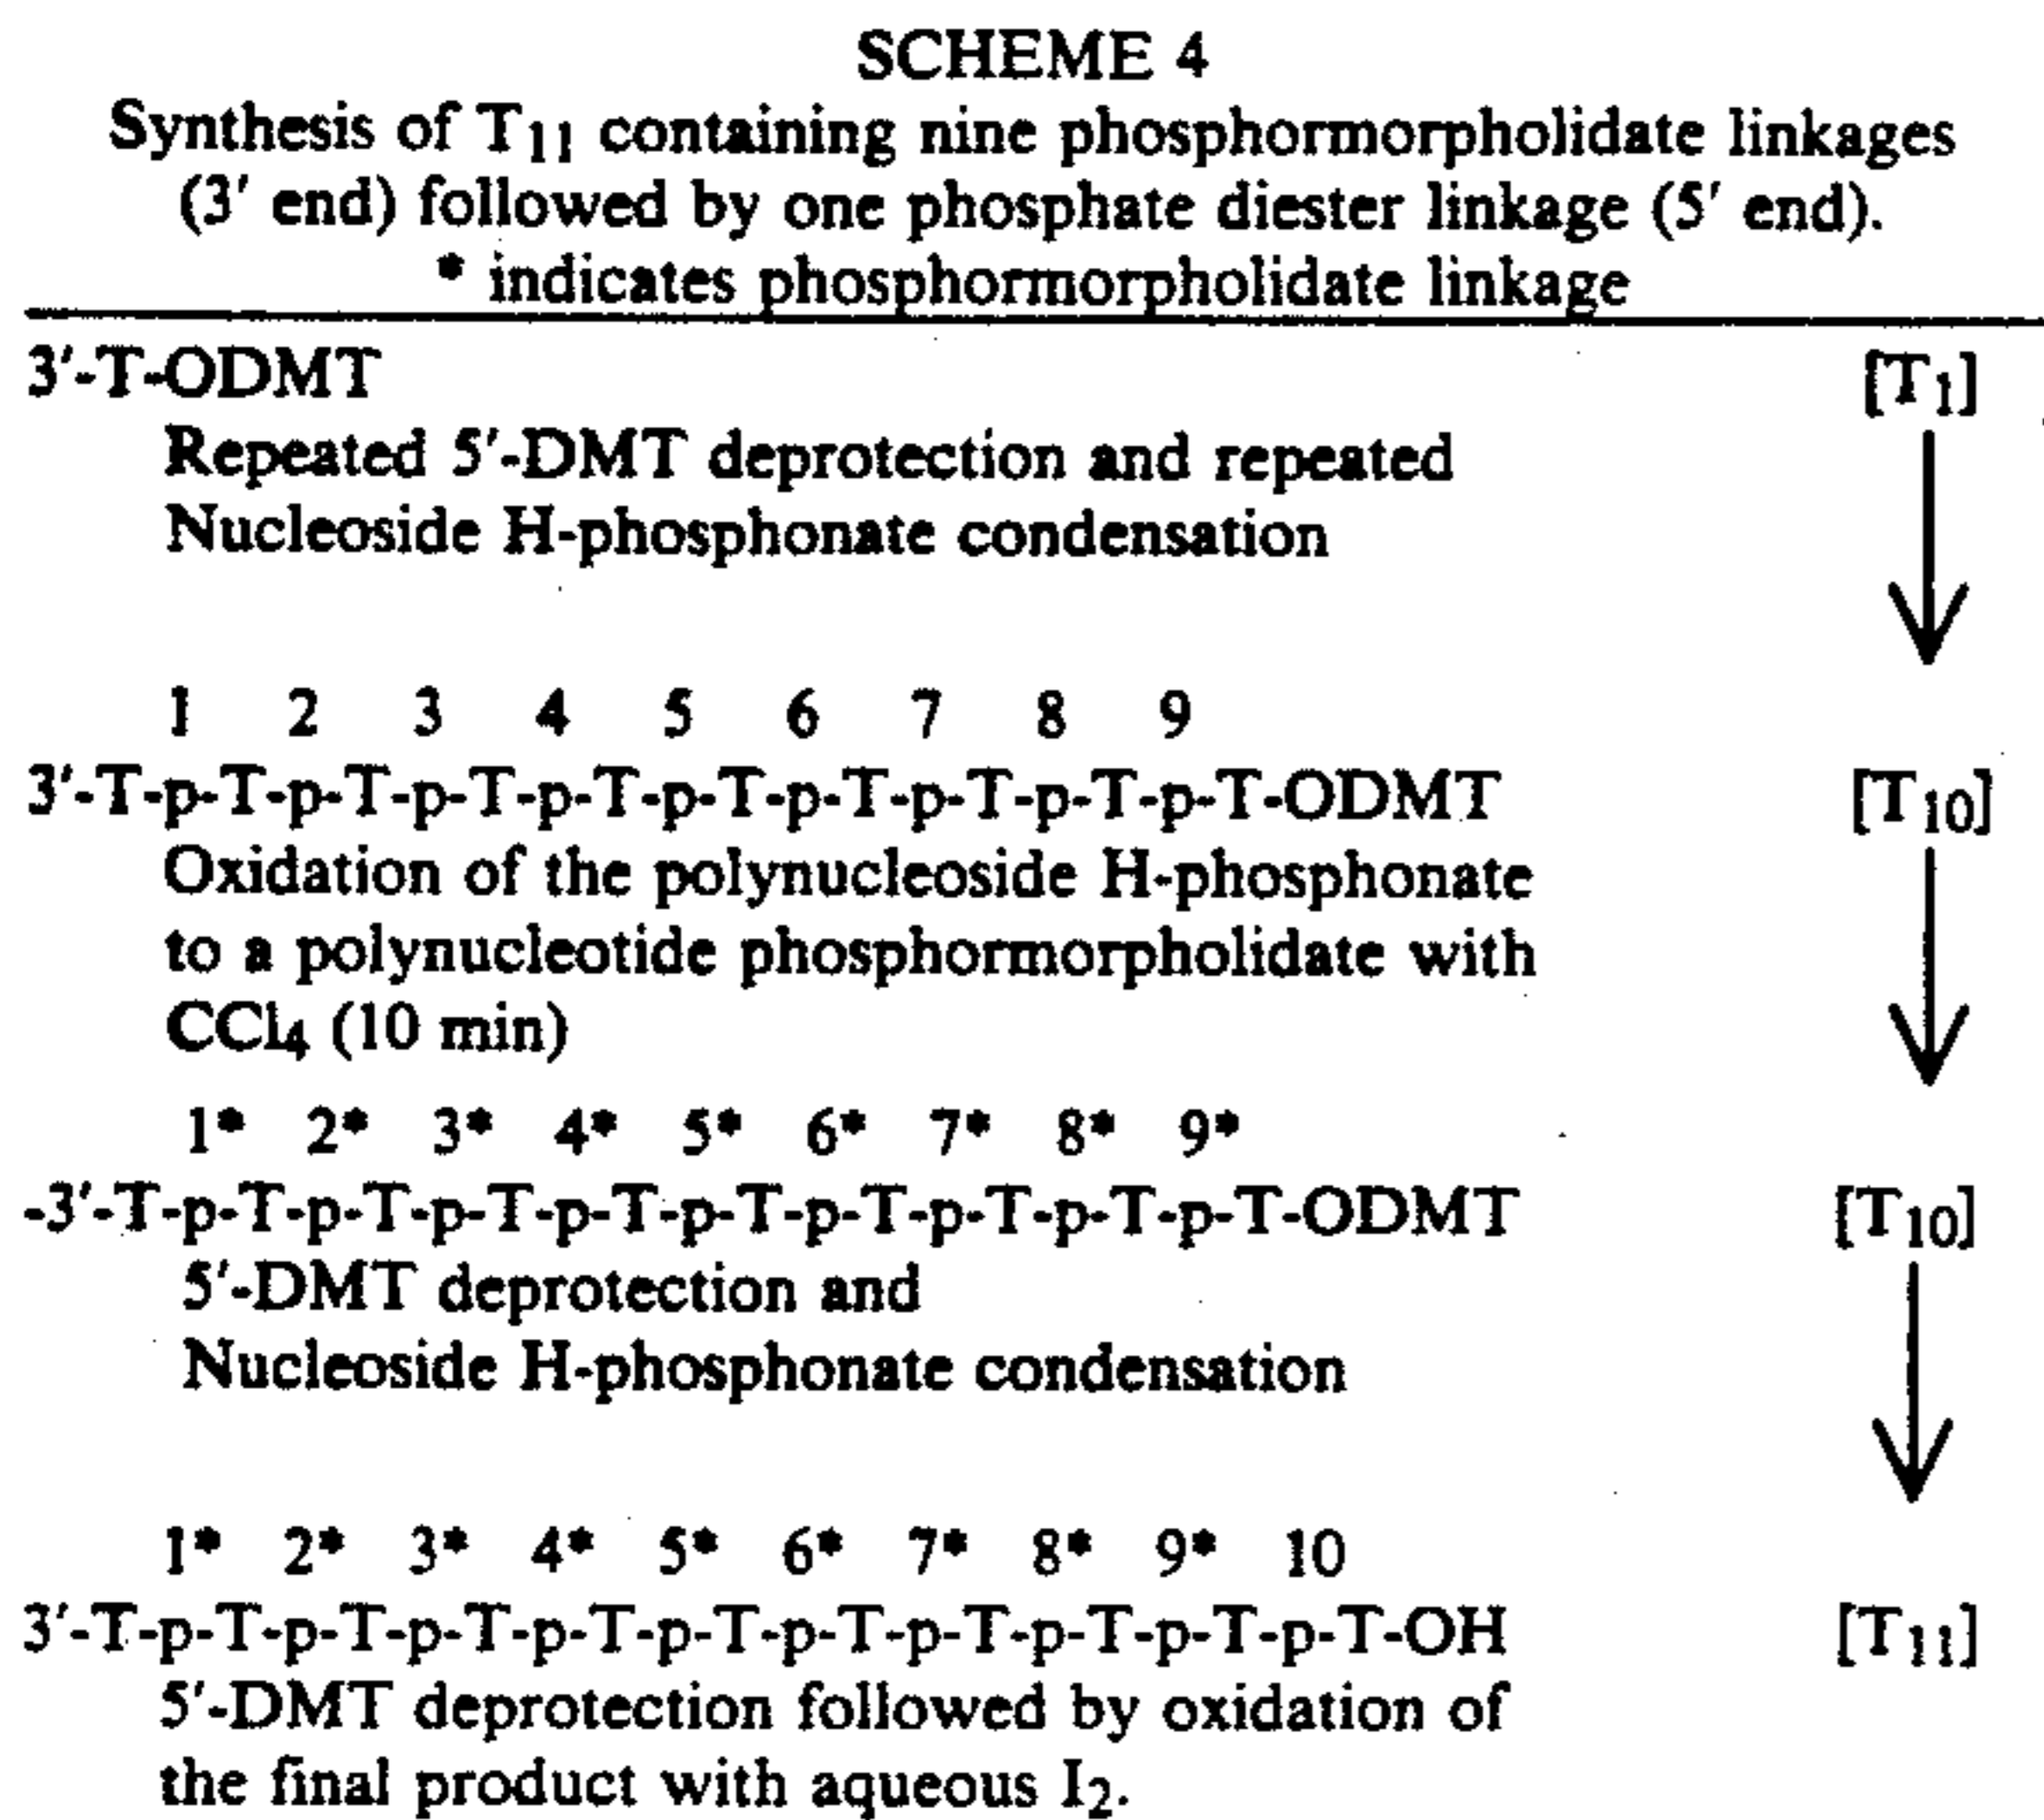 SCHEME 4
Synthesis of T11 containing nine phosphormorpholidate linkages
(3' end) followed by one phosphate diester linkage (5' end).
* indicates phosphormorpholidate linkage
3'-T-ODMT [T1]
Repeated 5'-DMT deprotection and repeated
Nucleoside H-phosphonate condensation
1 2 3 4 5 6 7 8 9
3'-T-p-T-p-T-p-T-p-T-p-T-p-T-p-T-p-T-p-T-ODMT [T10]
Oxidation of the polynucleoside H-phosphonate
to a polynucleotide phosphormorpholidate with
CCl4 (10 min)
1* 2* 3* 4* 5* 6* 7* 8* 9*
-3'-T-p-T-p-T-p-T-p-T-p-T-p-T-p-T-p-T-p-T-ODMT [T10]
5'-DMT deprotection and
Nucleoside H-phosphonate condensation
1* 2* 3* 4* 5* 6* 7* 8* 9* 10
3'-T-p-T-p-T-p-T-p-T-p-T-p-T-p-T-p-T-p-T-p-T-OH [T11]
5'-DMT deprotection followed by oxidation of
the final product with aqueous I2.